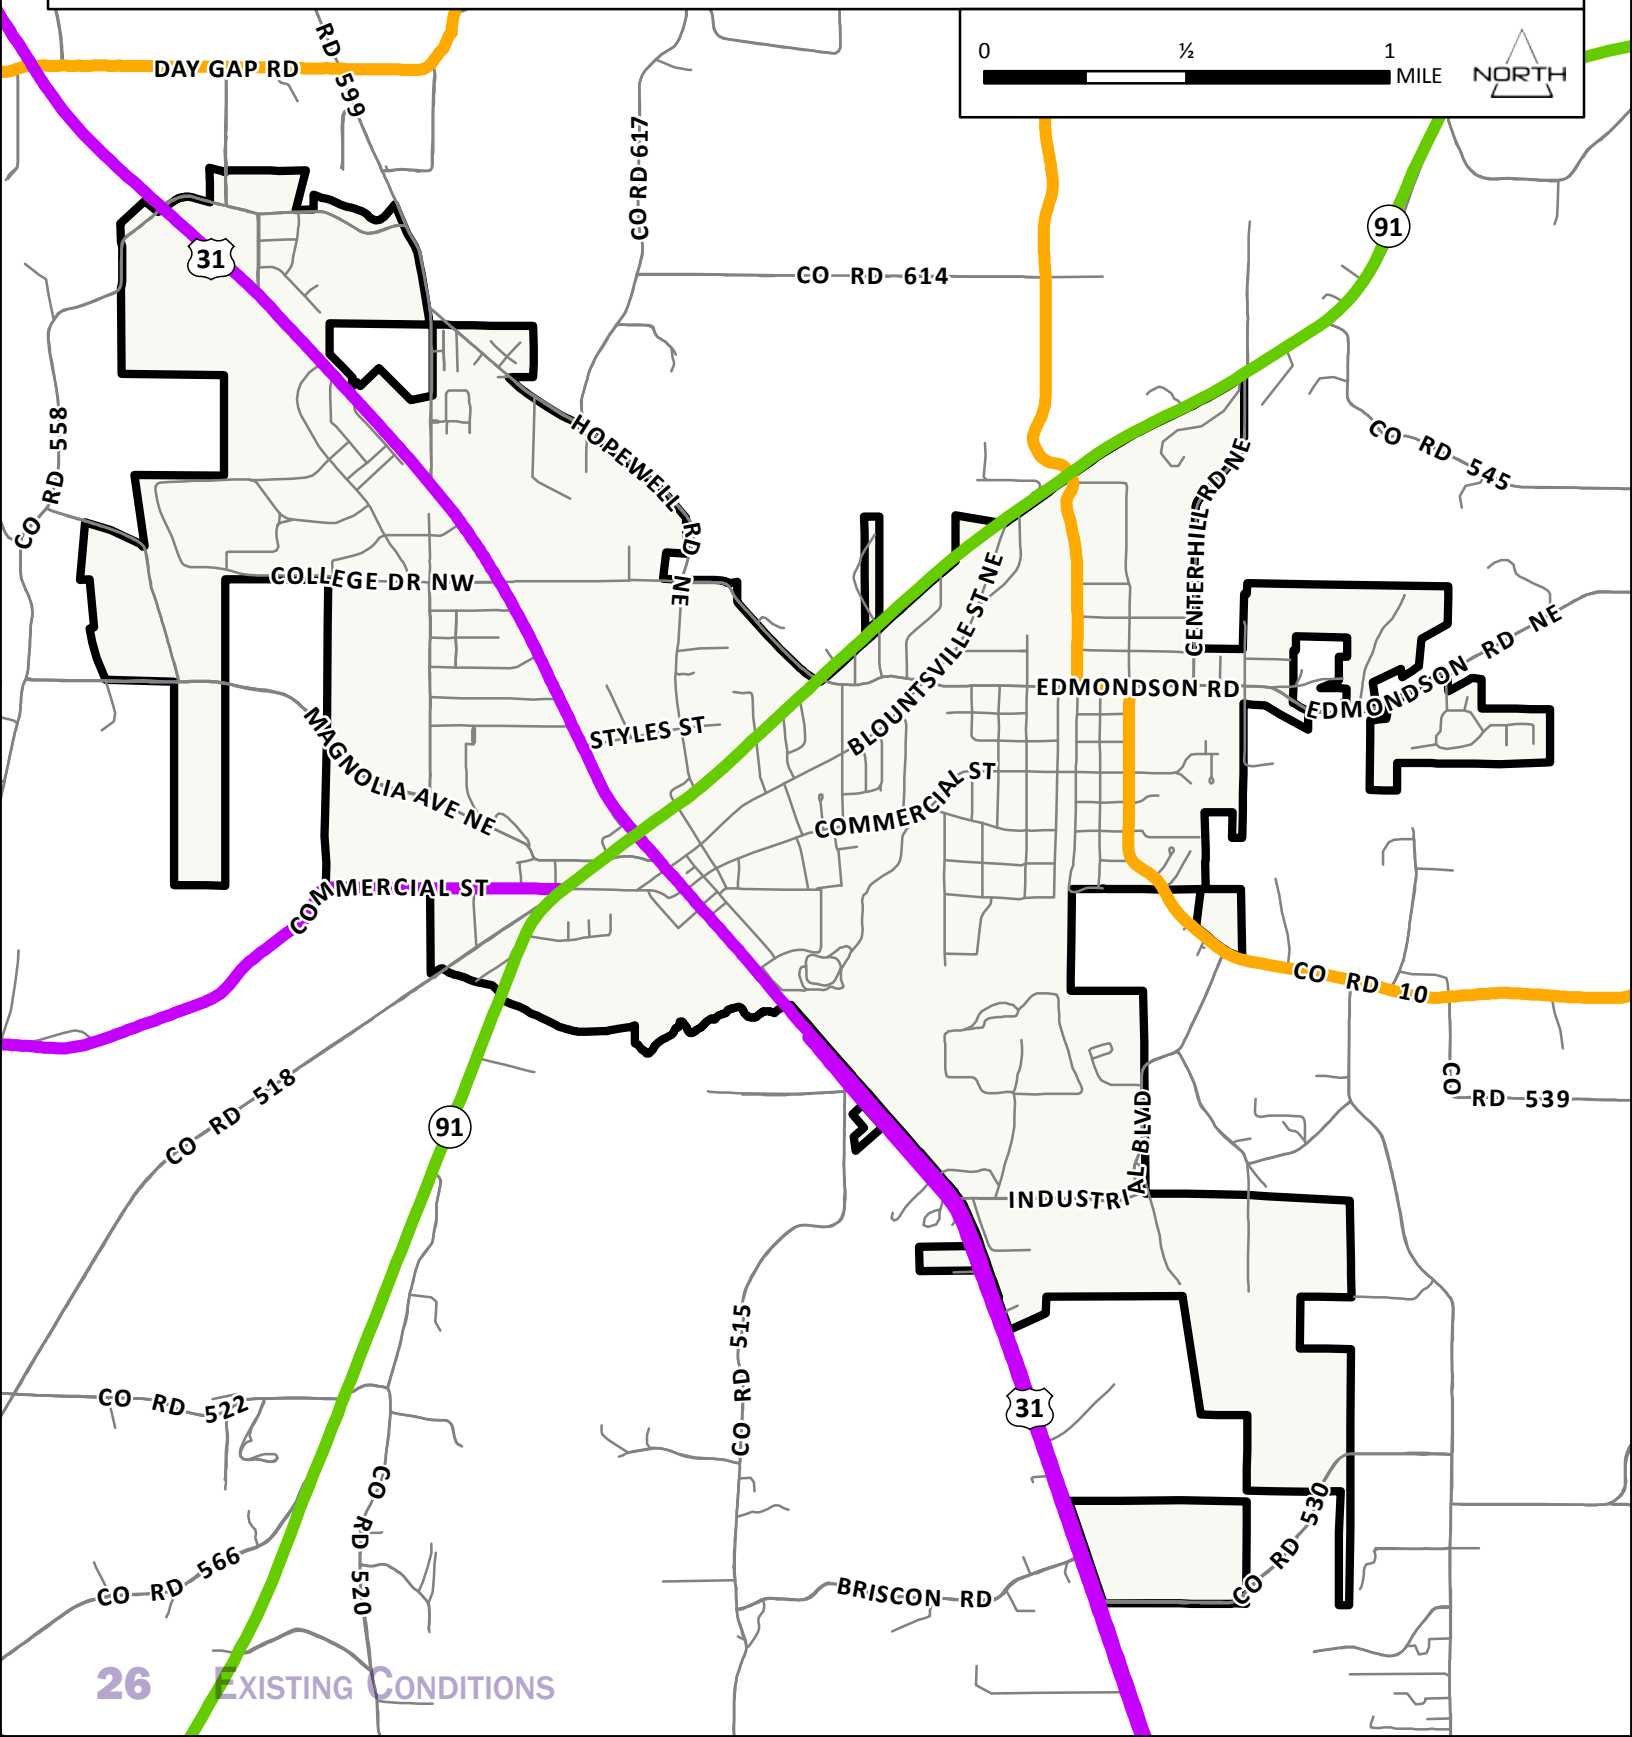 0 ½ 1
MILE
NORTH
DAY GAP RD
RD 599
CO RD 617
91
31
CO RD 614
CO RD 558
HOPEWELL RD NE
CO RD 545
CENTER HILL RD NE
COLLEGE DR NW
BLOUNTSVILLE ST NE
EDMONDSON RD NE
EDMONDSON RD
STYLES ST
MAGNOLIA AVE NE
COMMERCIAL ST
COMMERCIAL ST
CO RD 10
CO RD 518
CO RD 539
91
INDUSTRIAL BLVD
CO RD 515
CO RD 522
31
CO RD 520
CO RD 530
CO RD 566
BRISCON RD
26 EXISTING CONDITIONS